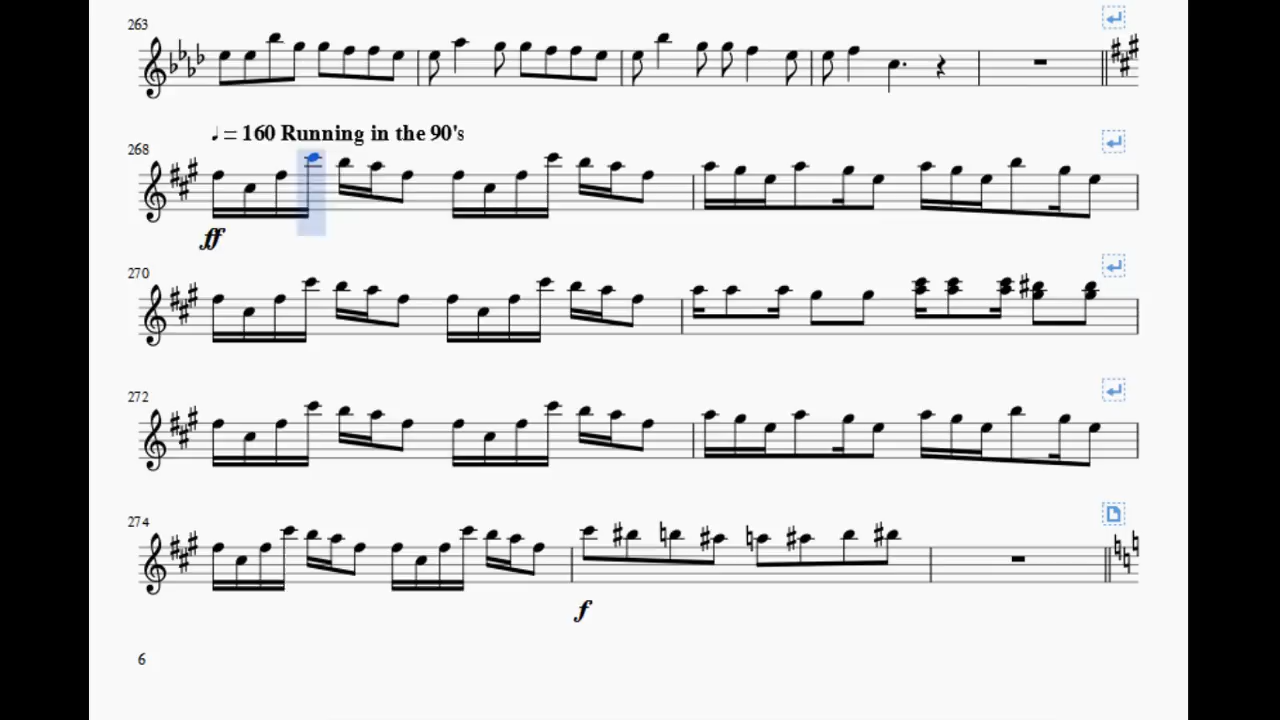 263
♩ = 160 Running in the 90's
268
ff
270
272
274
f
6